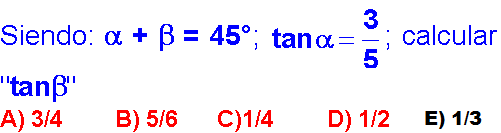 Siendo: α + β = 45°; tanα = 3/5; calcular
"tanβ"
A) 3/4 B) 5/6 C)1/4 D) 1/2 E) 1/3